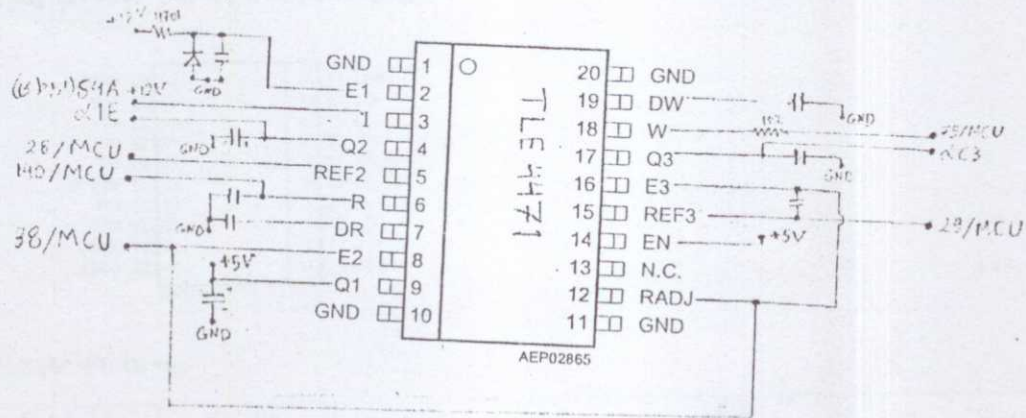 GND 1
E1 2
I 3
Q2 4
REF2 5
R 6
DR 7
E2 8
Q1 9
GND 10
20 GND
19 DW
18 W
17 Q3
16 E3
15 REF3
14 EN
13 N.C.
12 RADJ
11 GND
TLE4471
AEP02865
GND
28/MCU
140/MCU
GND
GND
38/MCU
+5V
GND
GND
GND
+5V
29/MCU